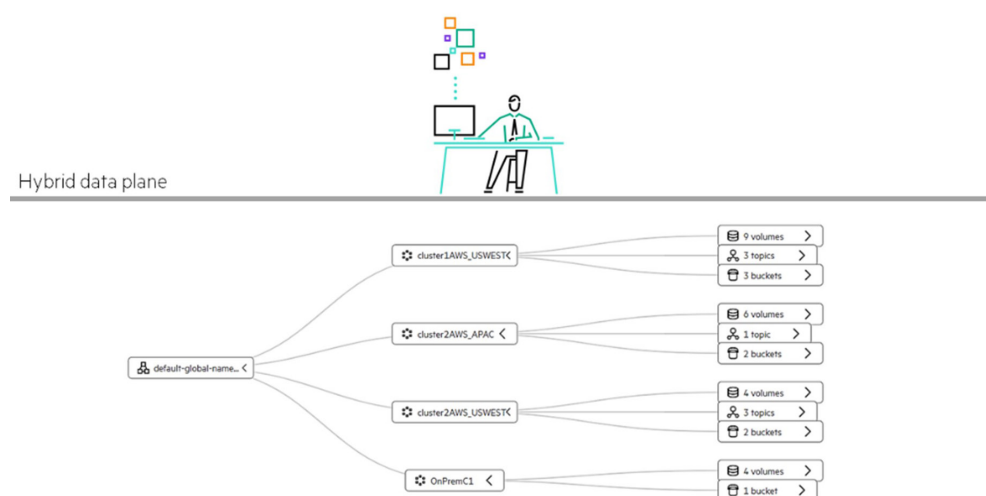 Hybrid data plane
9 volumes
cluster1AWS_USWEST
3 topics
3 buckets
6 volumes
cluster2AWS_APAC
1 topic
2 buckets
default-global-name...
4 volumes
cluster2AWS_USWEST
3 topics
2 buckets
4 volumes
OnPremC1
1 bucket